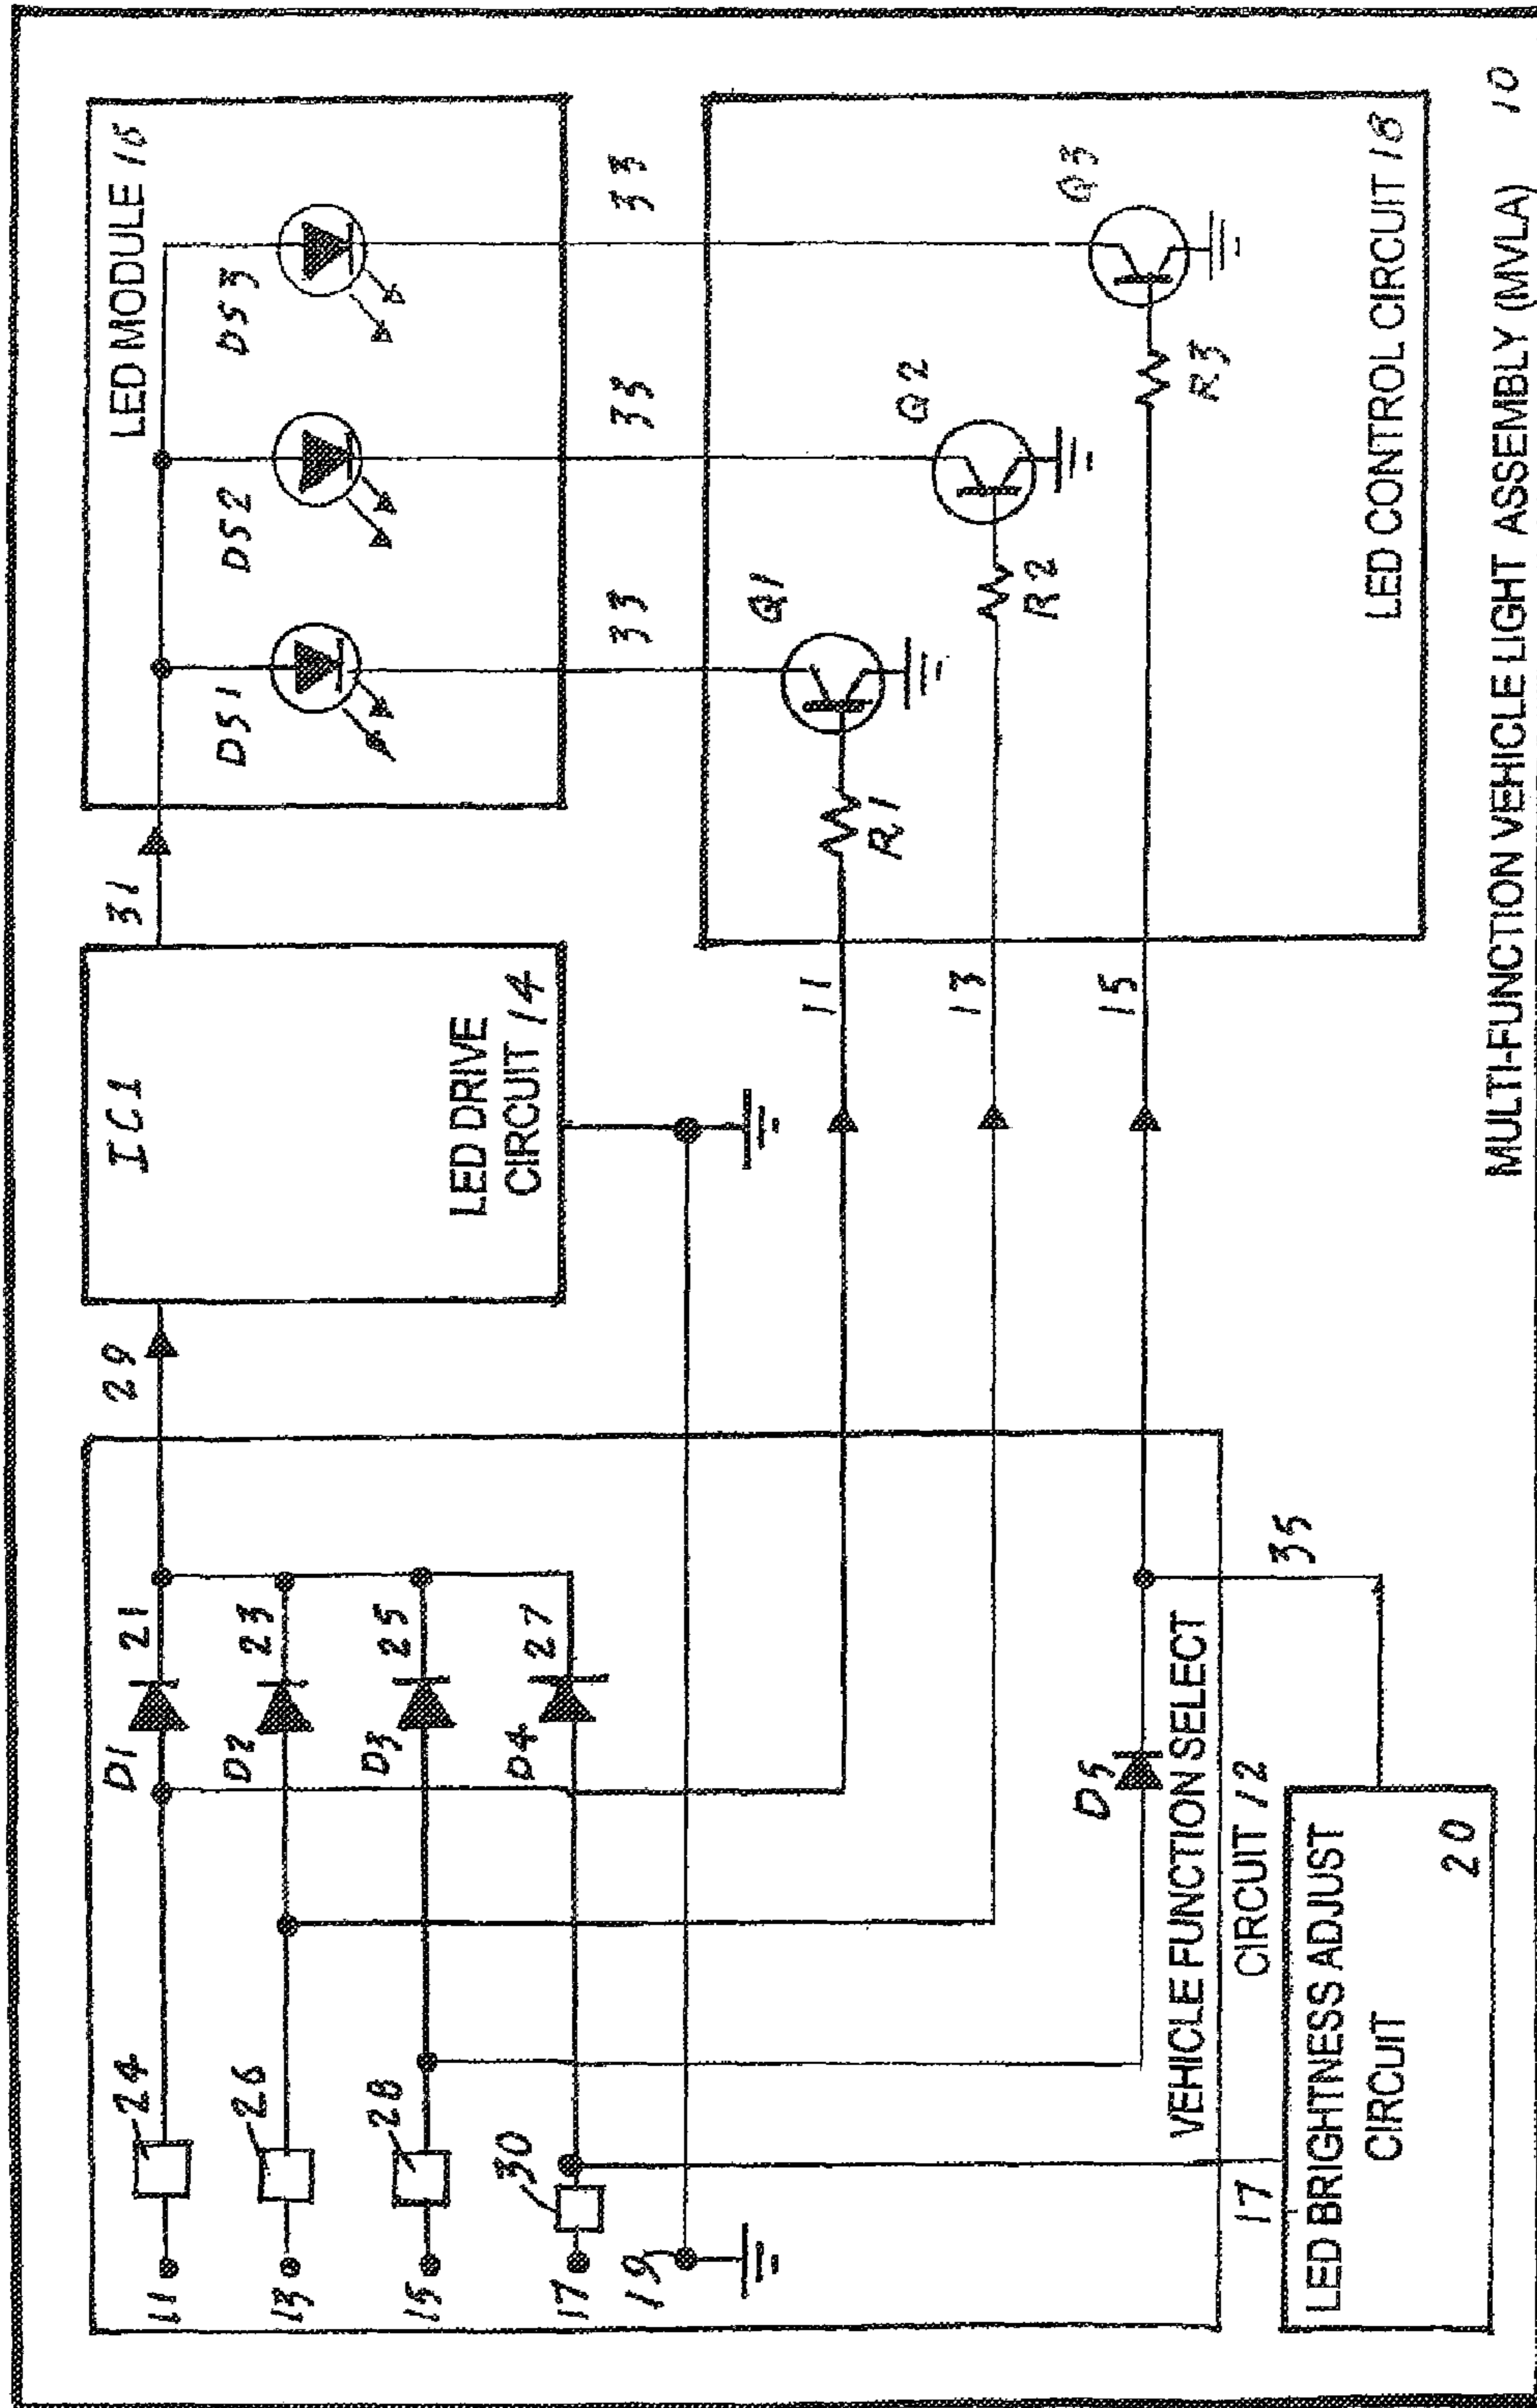 11
24
D1
21
29
IC1
31
LED MODULE 16
DS1
DS2
DS3
13
26
D2
23
15
28
D3
25
LED DRIVE
CIRCUIT 14
17
30
D4
27
19
33
33
33
11
R1
Q1
13
R2
Q2
15
R3
Q3
D5
VEHICLE FUNCTION SELECT
CIRCUIT 12
35
17
LED BRIGHTNESS ADJUST
CIRCUIT
20
LED CONTROL CIRCUIT 18
MULTI-FUNCTION VEHICLE LIGHT ASSEMBLY (MVLA) 10